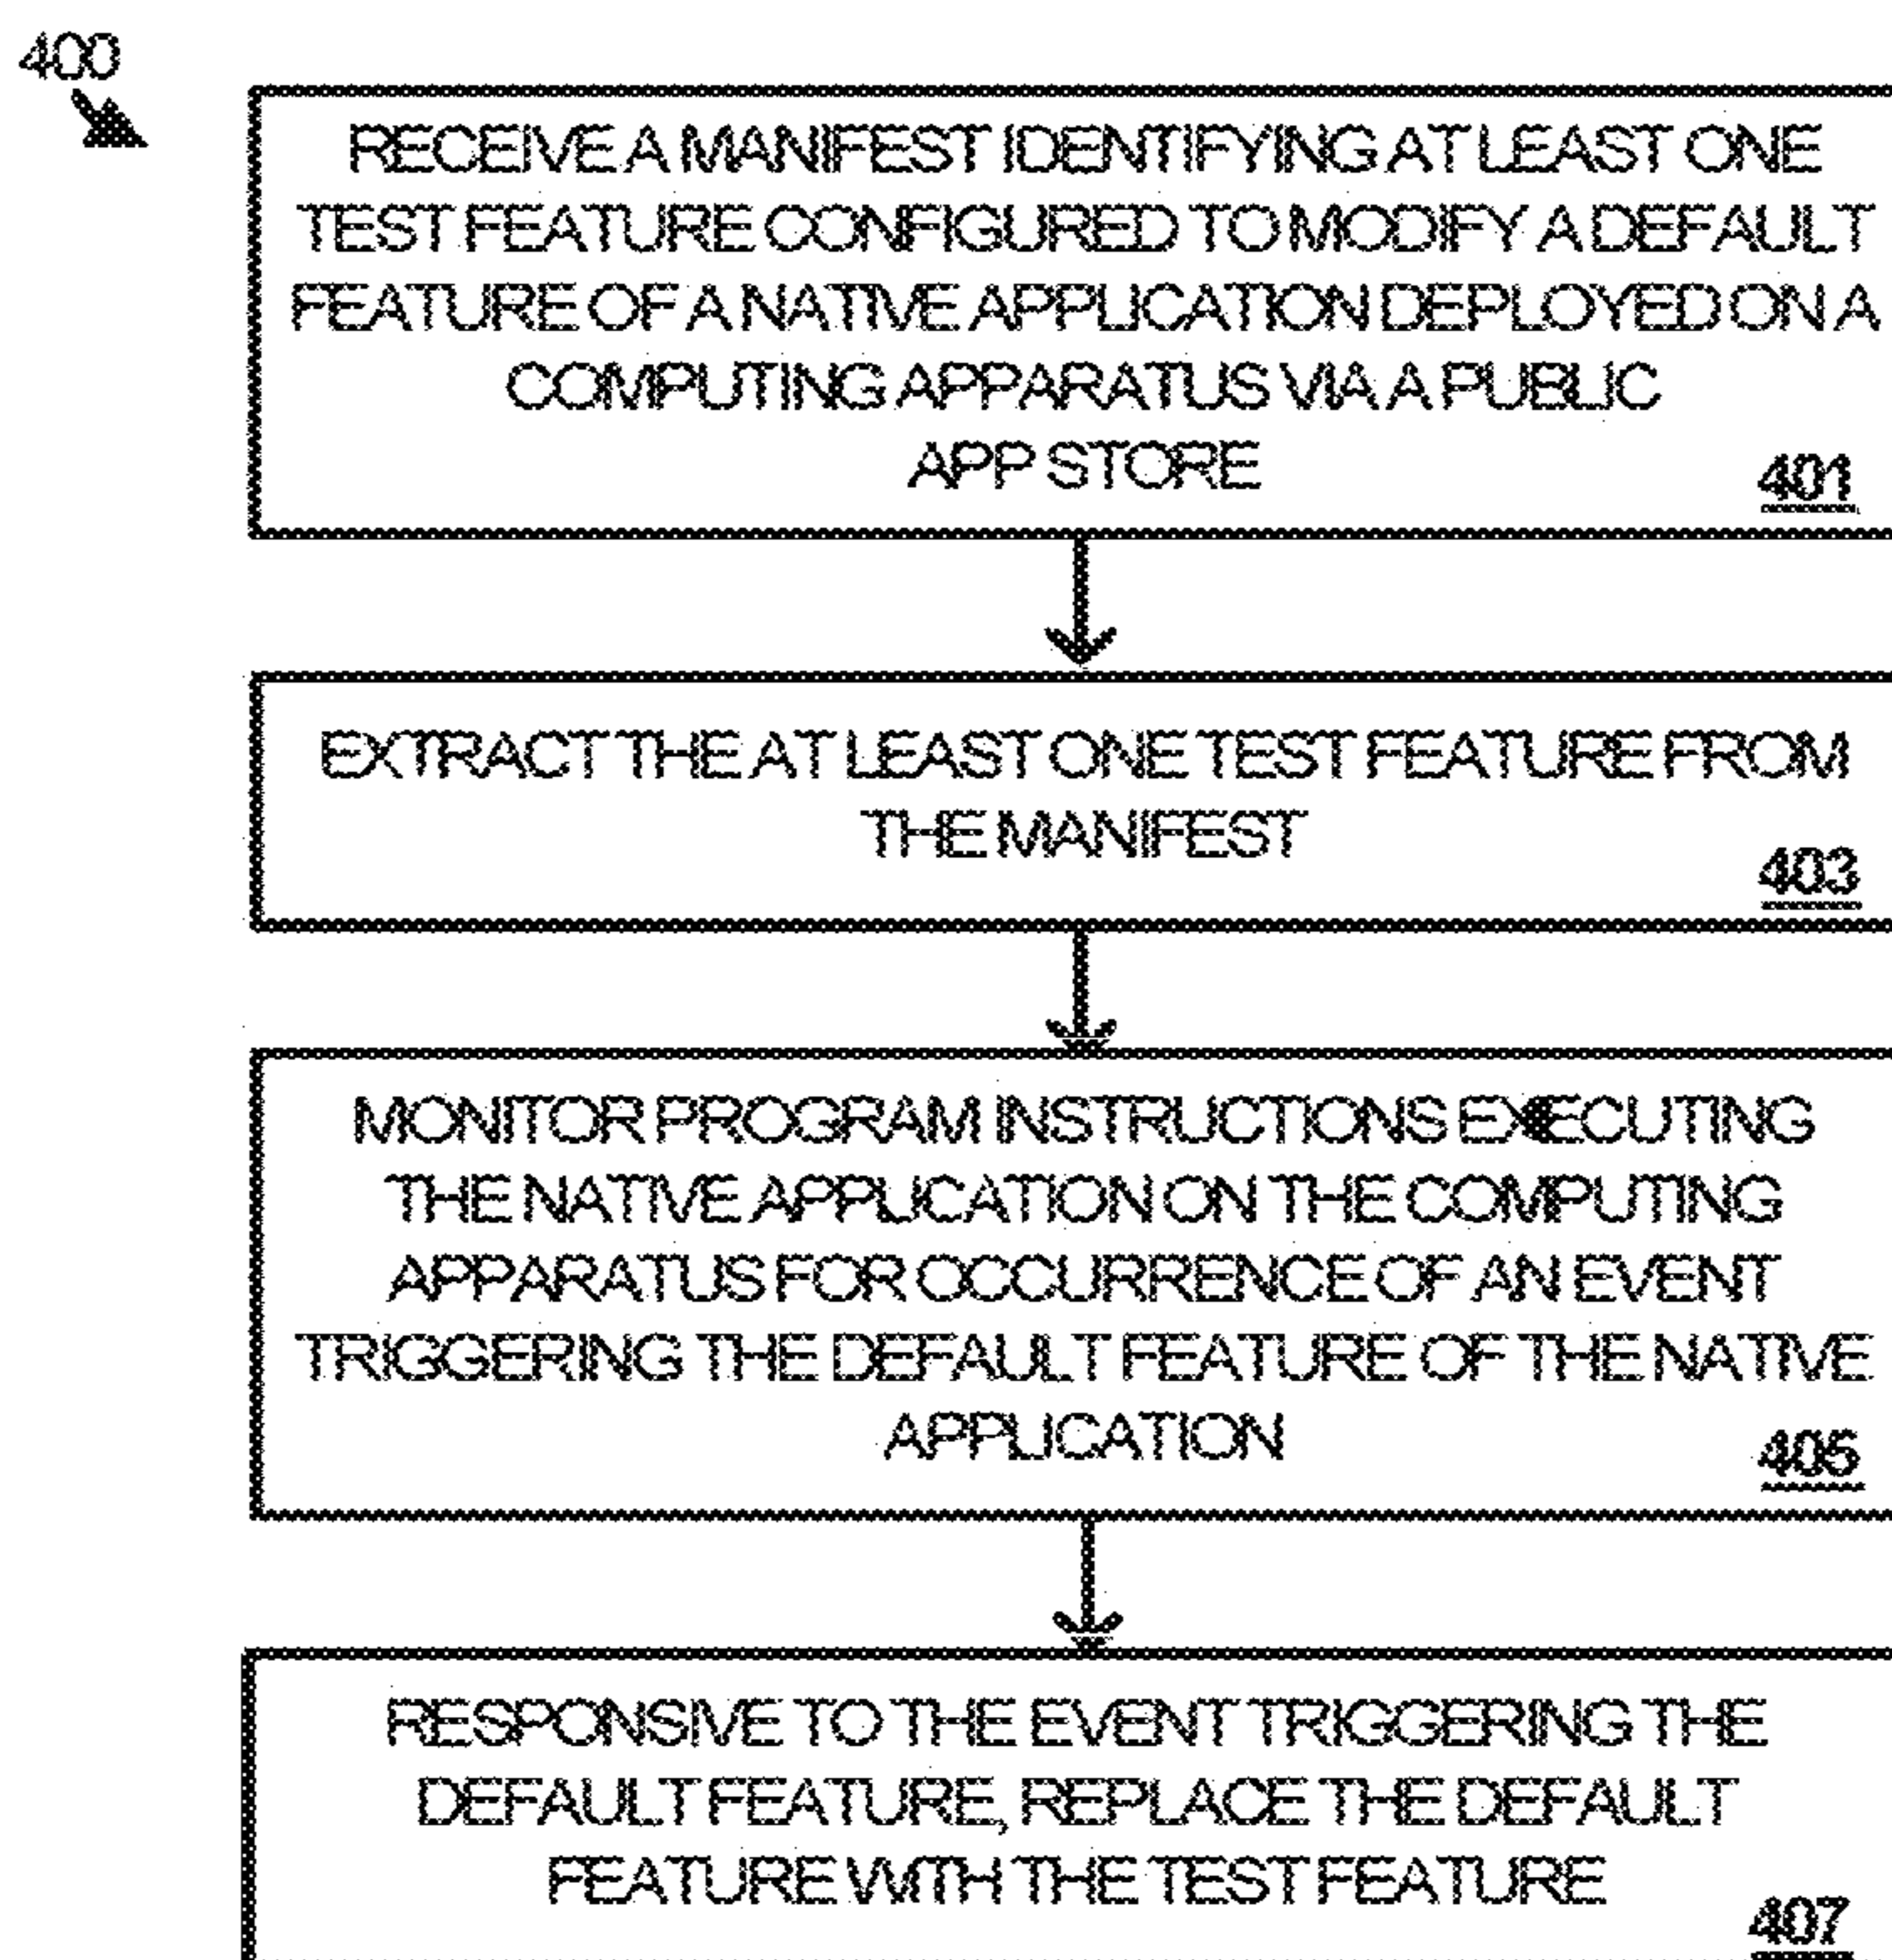 400
RECEIVE A MANIFEST IDENTIFYING AT LEAST ONE
TEST FEATURE CONFIGURED TO MODIFY A DEFAULT
FEATURE OF A NATIVE APPLICATION DEPLOYED ON A
COMPUTING APPARATUS VIA A PUBLIC
APP STORE
401
EXTRACT THE AT LEAST ONE TEST FEATURE FROM
THE MANIFEST
403
MONITOR PROGRAM INSTRUCTIONS EXECUTING
THE NATIVE APPLICATION ON THE COMPUTING
APPARATUS FOR OCCURRENCE OF AN EVENT
TRIGGERING THE DEFAULT FEATURE OF THE NATIVE
APPLICATION
405
RESPONSIVE TO THE EVENT TRIGGERING THE
DEFAULT FEATURE, REPLACE THE DEFAULT
FEATURE WITH THE TEST FEATURE
407